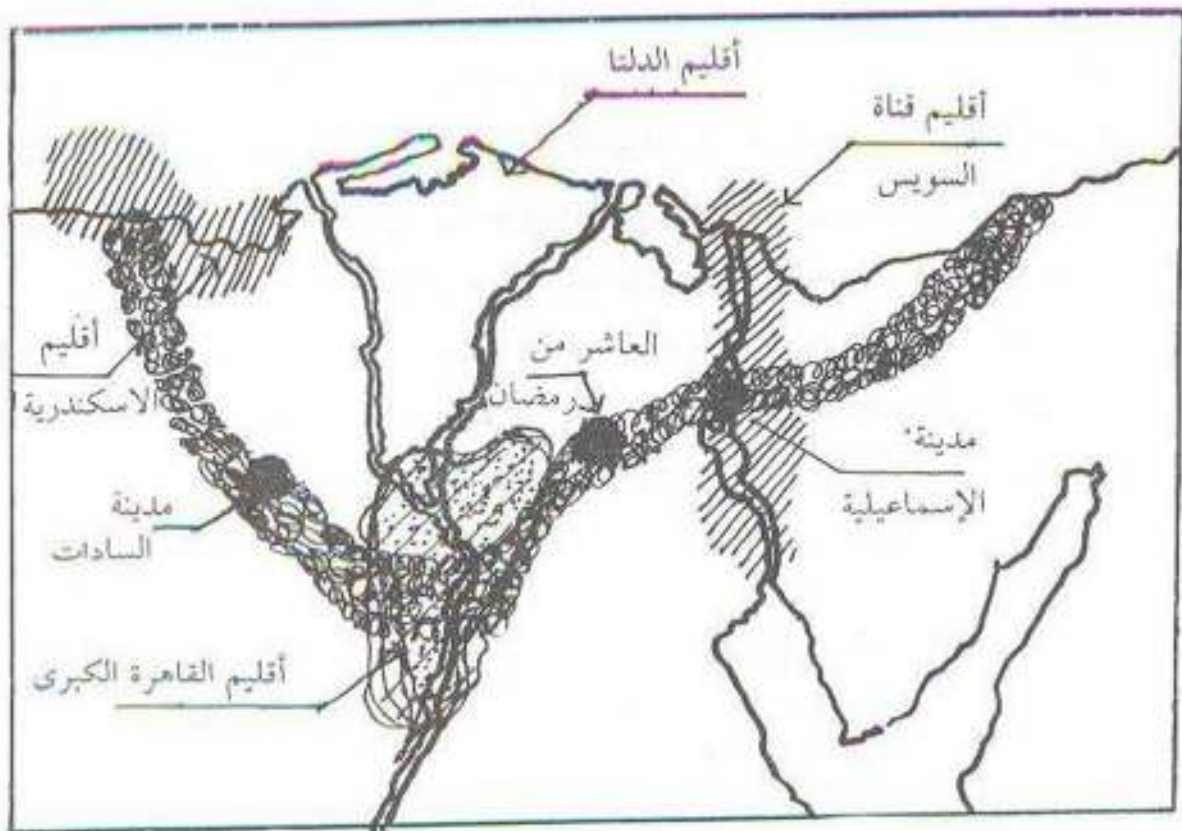 أقليم الدلتا
أقليم قناة
السويس
أقليم
الاسكندرية
العاشر من
رمضان
مدينة
الإسماعيلية
مدينة
السادات
أقليم القاهرة الكبرى